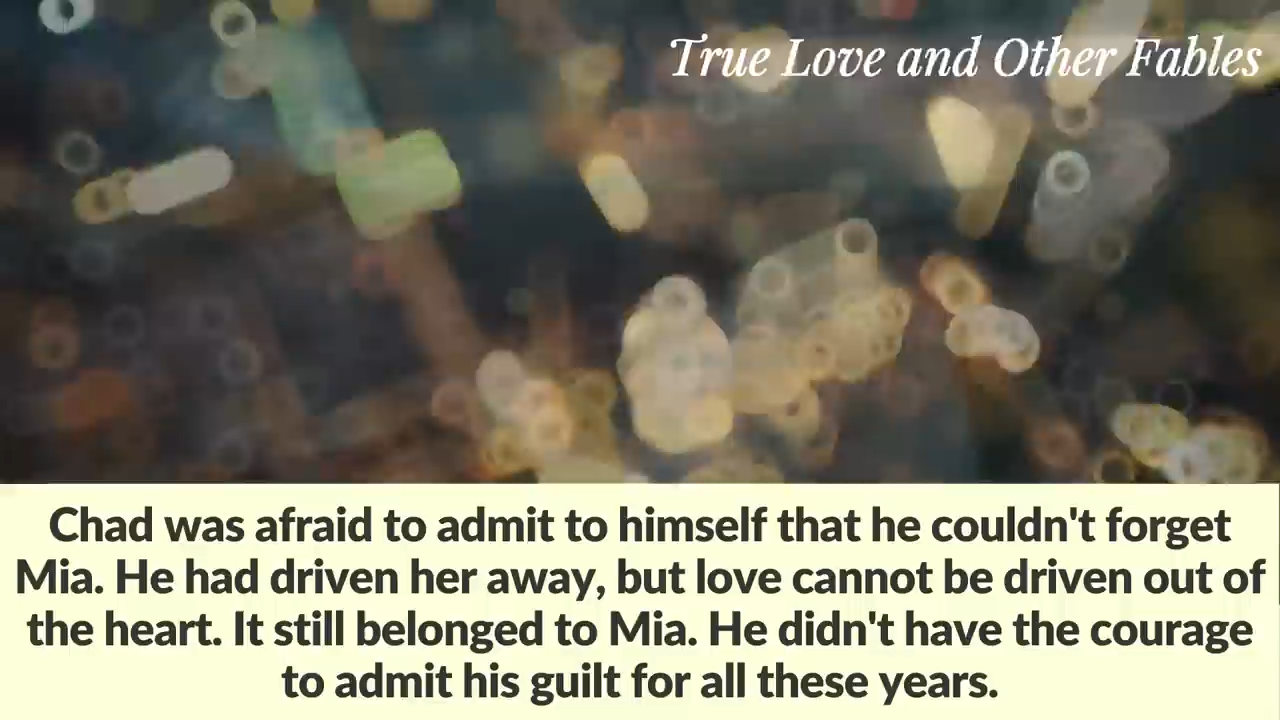 True Love and Other Fables
Chad was afraid to admit to himself that he couldn't forget
Mia. He had driven her away, but love cannot be driven out of
the heart. It still belonged to Mia. He didn't have the courage
to admit his guilt for all these years.